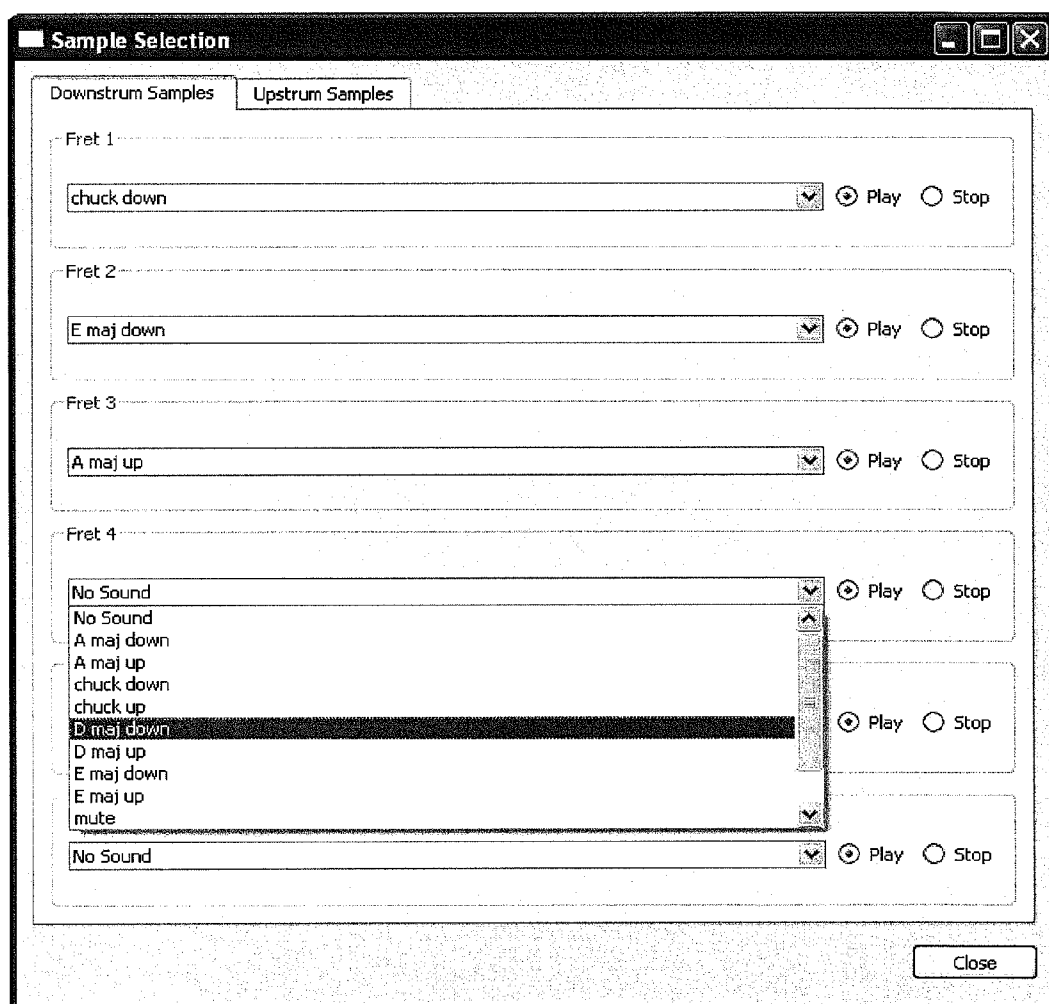 Sample Selection
Downstrum Samples Upstrum Samples
Fret 1
chuck down Play Stop
Fret 2
E maj down Play Stop
Fret 3
A maj up Play Stop
Fret 4
No Sound Play Stop
No Sound
A maj down
A maj up
chuck down
chuck up
D maj down Play Stop
D maj up
E maj down
E maj up
mute
No Sound Play Stop
Close